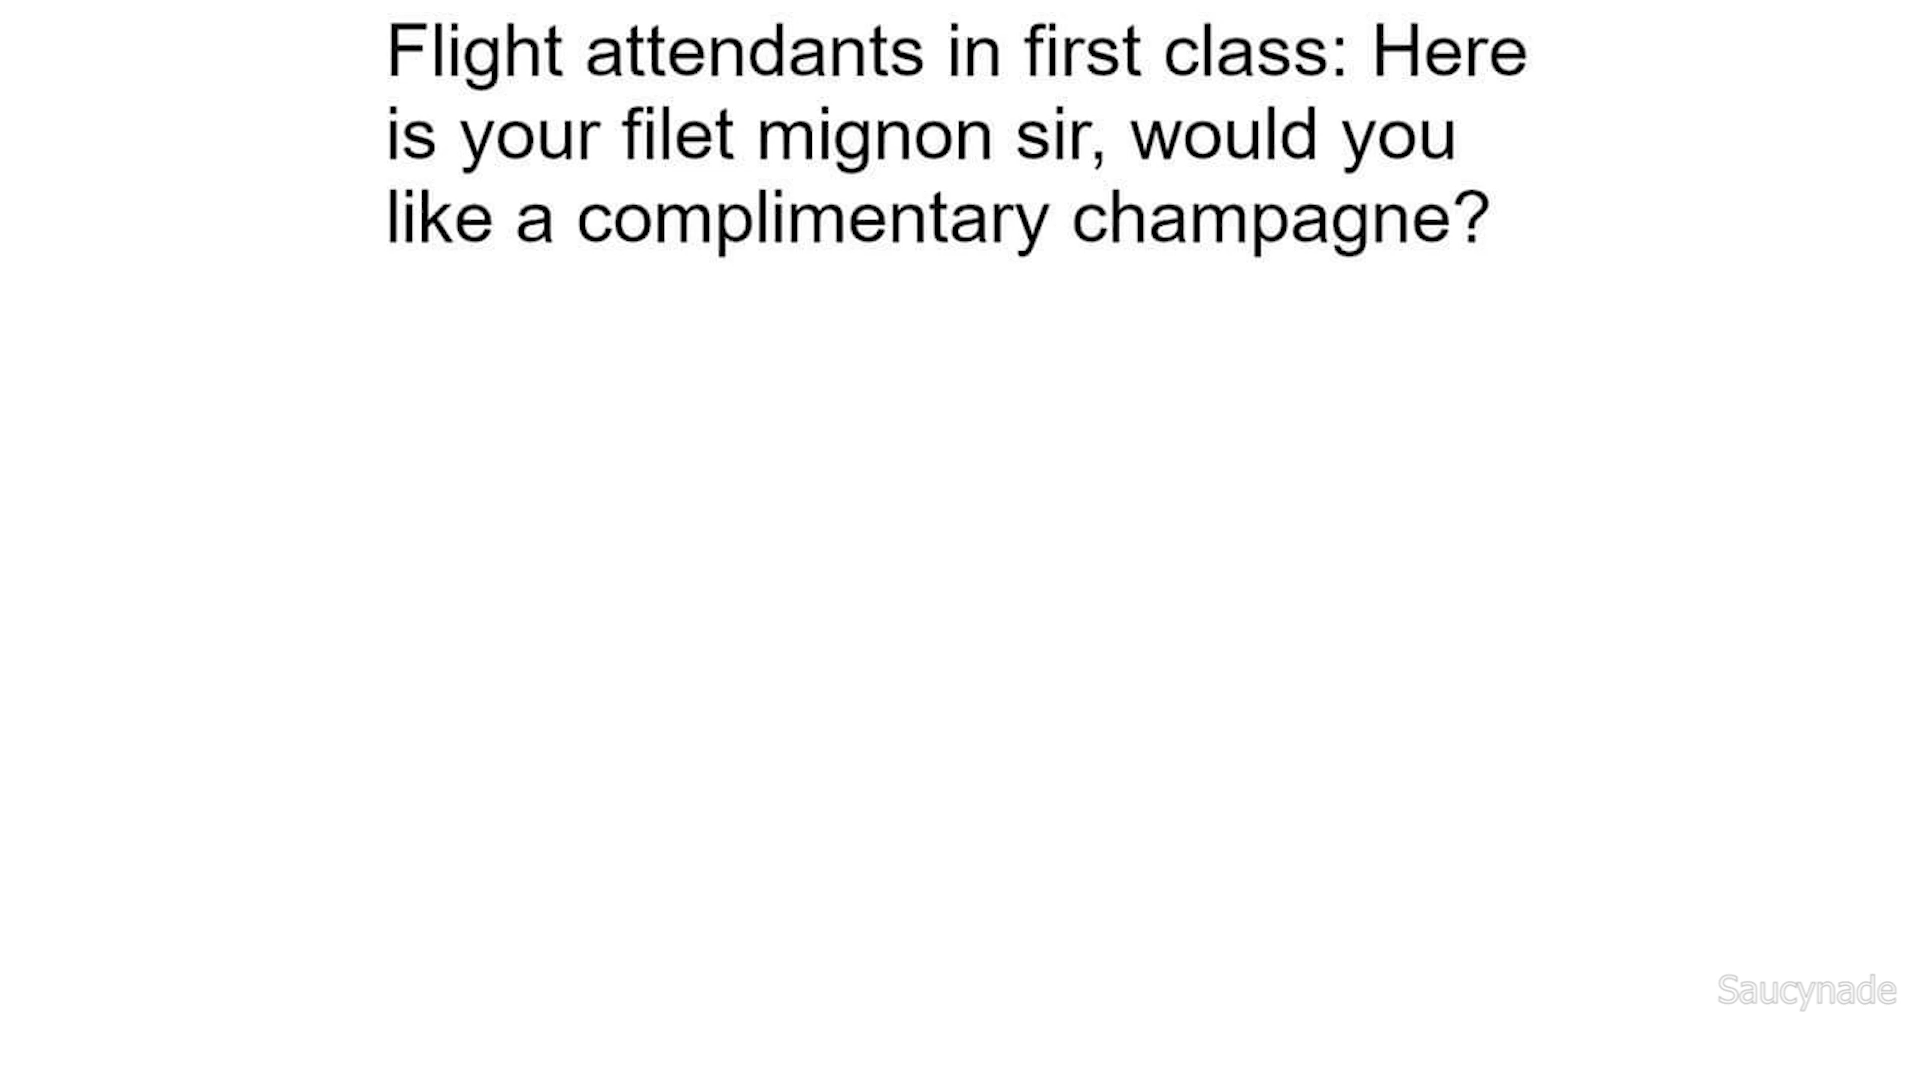 Flight attendants in first class: Here
is your filet mignon sir, would you
like a complimentary champagne?
Saucynade